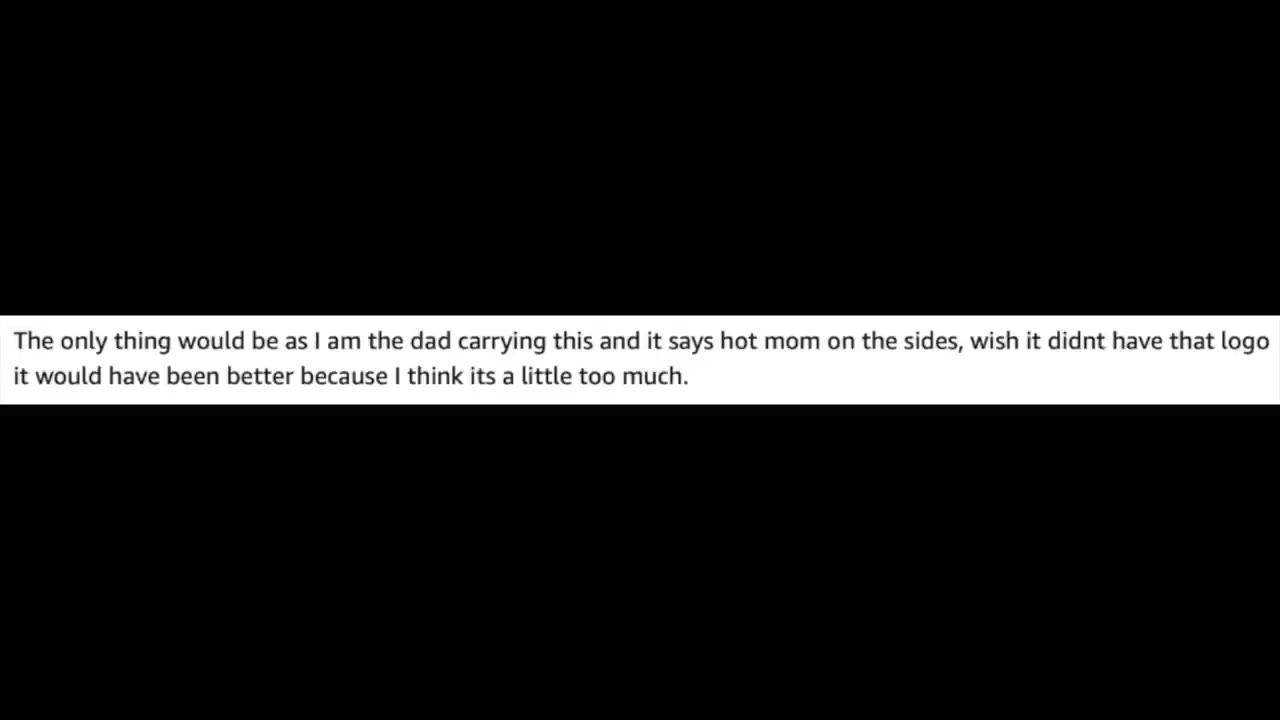 The only thing would be as I am the dad carrying this and it says hot mom on the sides, wish it didnt have that logo
it would have been better because I think its a little too much.